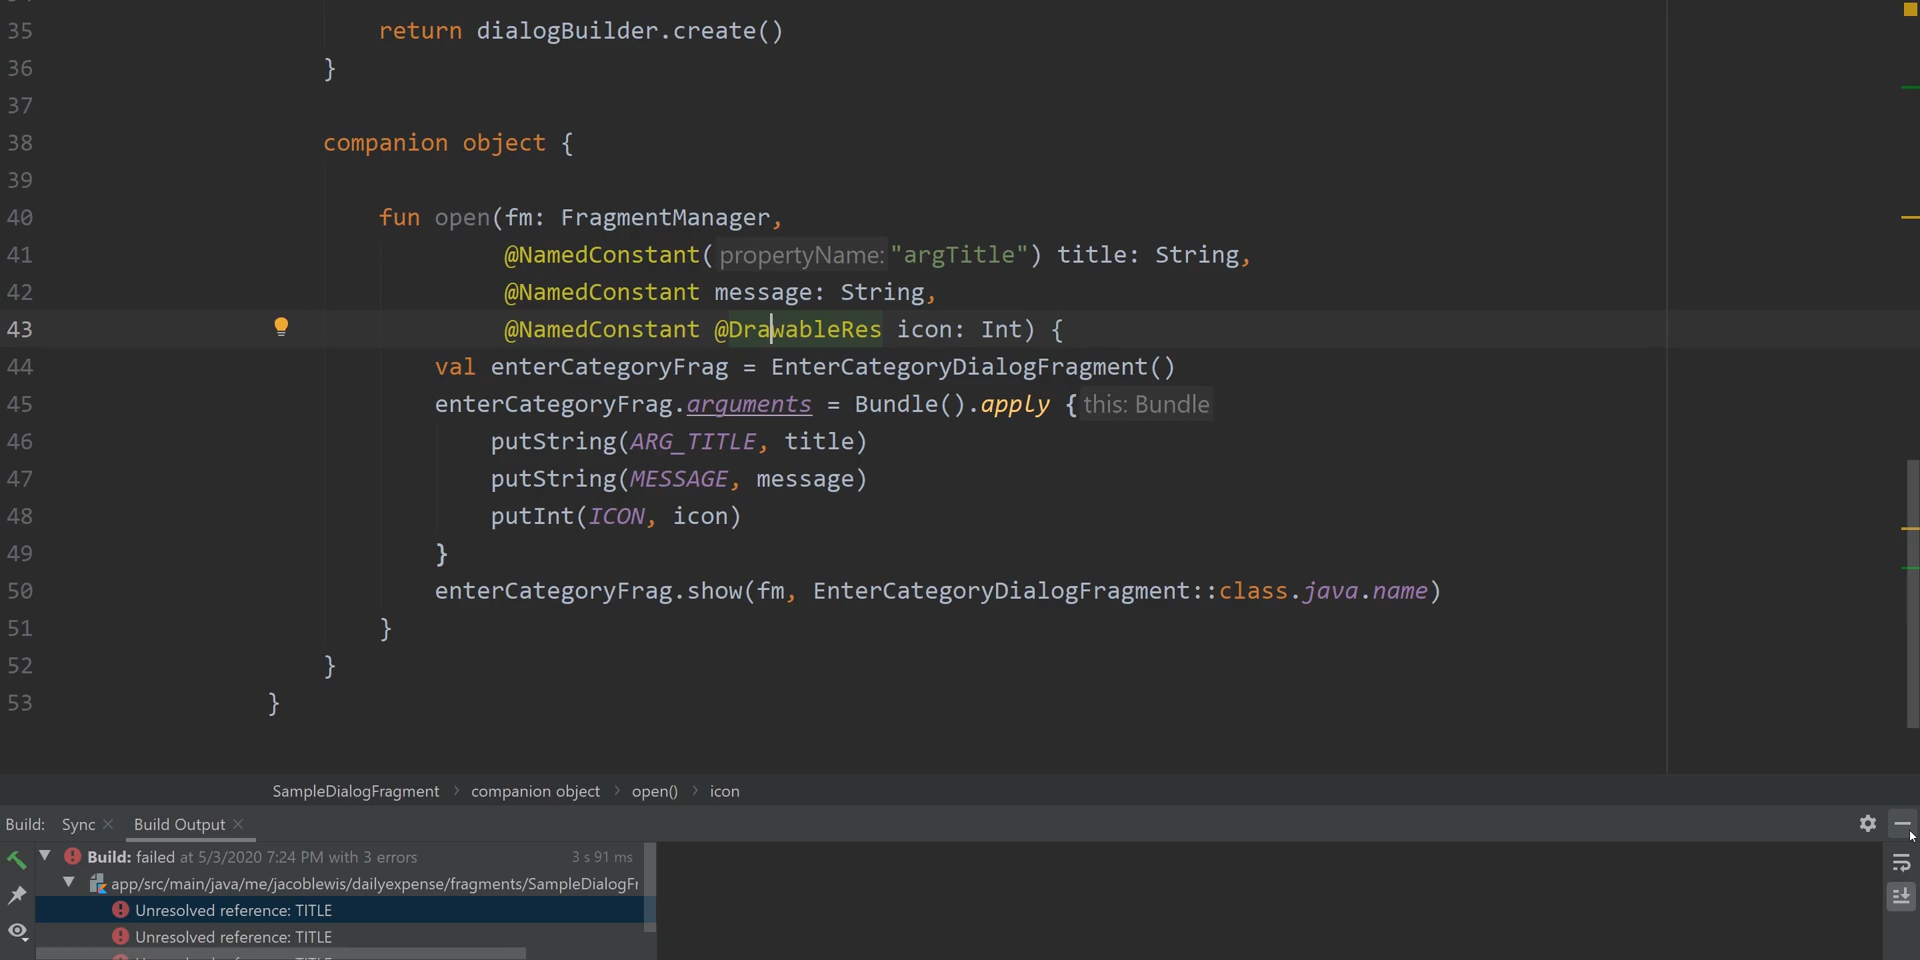 35 return dialogBuilder.create()
36 }
37
38 companion object {
39
40 fun open(fm: FragmentManager,
41 @NamedConstant( propertyName: "argTitle") title: String,
42 @NamedConstant message: String,
43 @NamedConstant @DrawableRes icon: Int) {
44 val enterCategoryFrag = EnterCategoryDialogFragment()
45 enterCategoryFrag.arguments = Bundle().apply { this: Bundle
46 putString(ARG_TITLE, title)
47 putString(MESSAGE, message)
48 putInt(ICON, icon)
49 }
50 enterCategoryFrag.show(fm, EnterCategoryDialogFragment::class.java.name)
51 }
52 }
53 }
SampleDialogFragment › companion object › open() › icon
Build: Sync × Build Output ×
Build: failed at 5/3/2020 7:24 PM with 3 errors 3 s 91 ms
app/src/main/java/me/jacoblewis/dailyexpense/fragments/SampleDialogFr
Unresolved reference: TITLE
Unresolved reference: TITLE